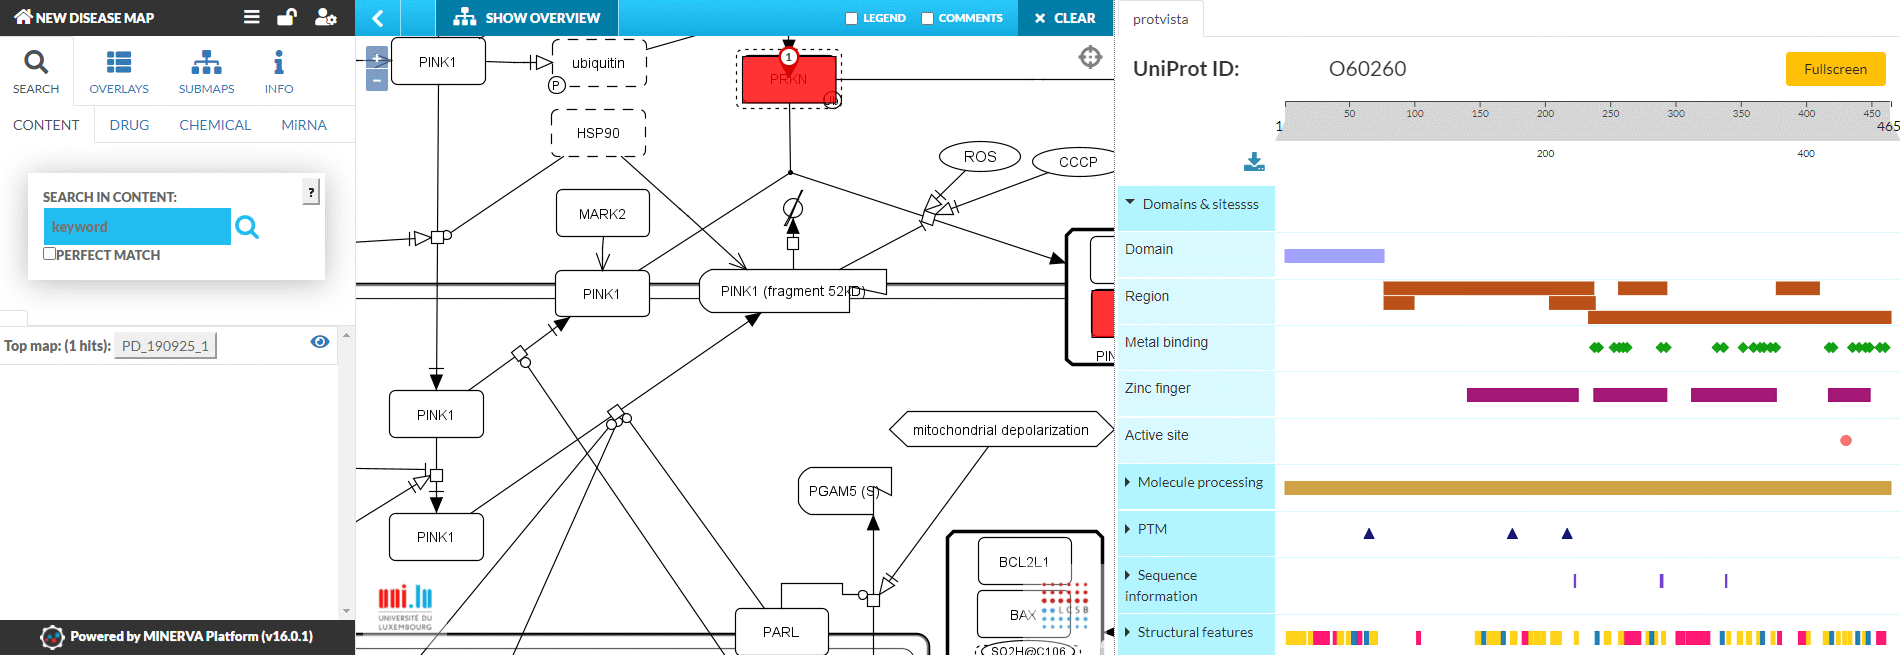 NEW DISEASE MAP
SEARCH
OVERLAYS
SUBMAPS
INFO
CONTENT
DRUG
CHEMICAL
MiRNA
SEARCH IN CONTENT:
?
keyword
PERFECT MATCH
Top map: (1 hits): PD_190925_1
Powered by MINERVA Platform (v16.0.1)
SHOW OVERVIEW
LEGEND
COMMENTS
× CLEAR
+
−
PINK1
ubiquitin
P
1
PRKN
Ub
HSP90
ROS
CCCP
MARK2
PINK1
PINK1 (fragment 52kD)
PIN
PINK1
mitochondrial depolarization
PGAM5 (S)
PINK1
BCL2L1
BAX
uni.lu
UNIVERSITÉ DU
LUXEMBOURG
LCSB
PARL
SO2H@C106
protvista
UniProt ID:
O60260
Fullscreen
50 100 150 200 250 300 350 400 450
1
465
200 400
Domains & sitessss
Domain
Region
Metal binding
Zinc finger
Active site
Molecule processing
PTM
Sequence
information
Structural features